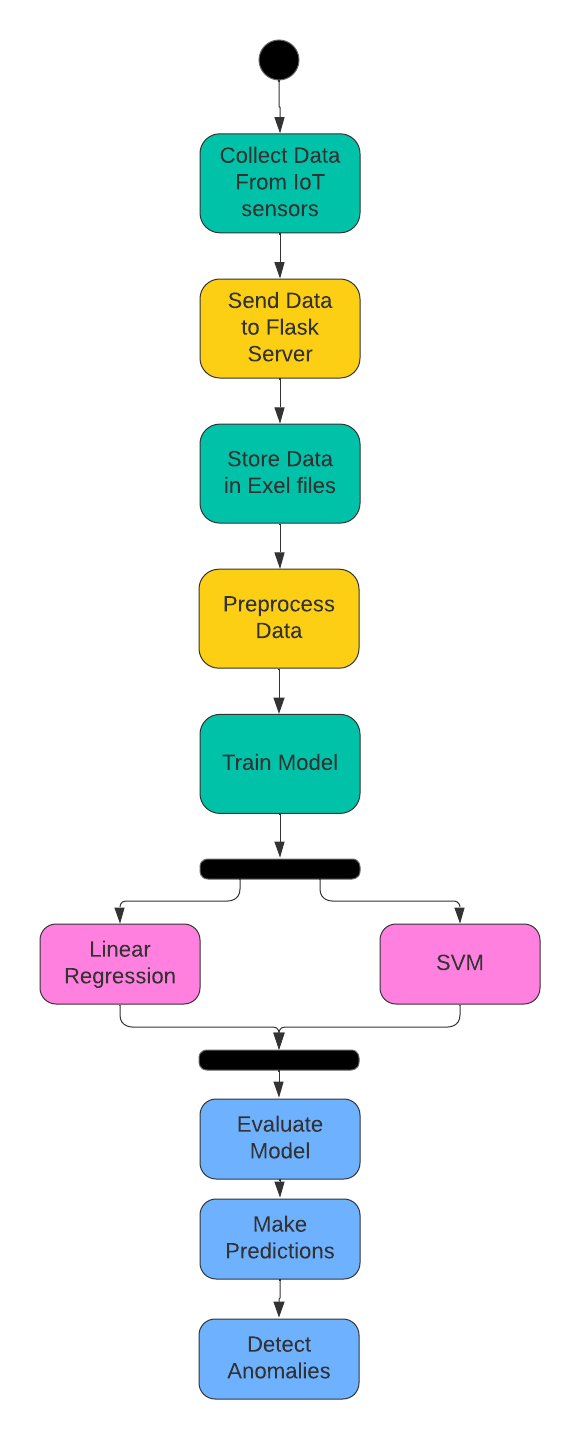 Collect Data
From IoT
sensors
Send Data
to Flask
Server
Store Data
in Exel files
Preprocess
Data
Train Model
Linear
Regression
SVM
Evaluate
Model
Make
Predictions
Detect
Anomalies